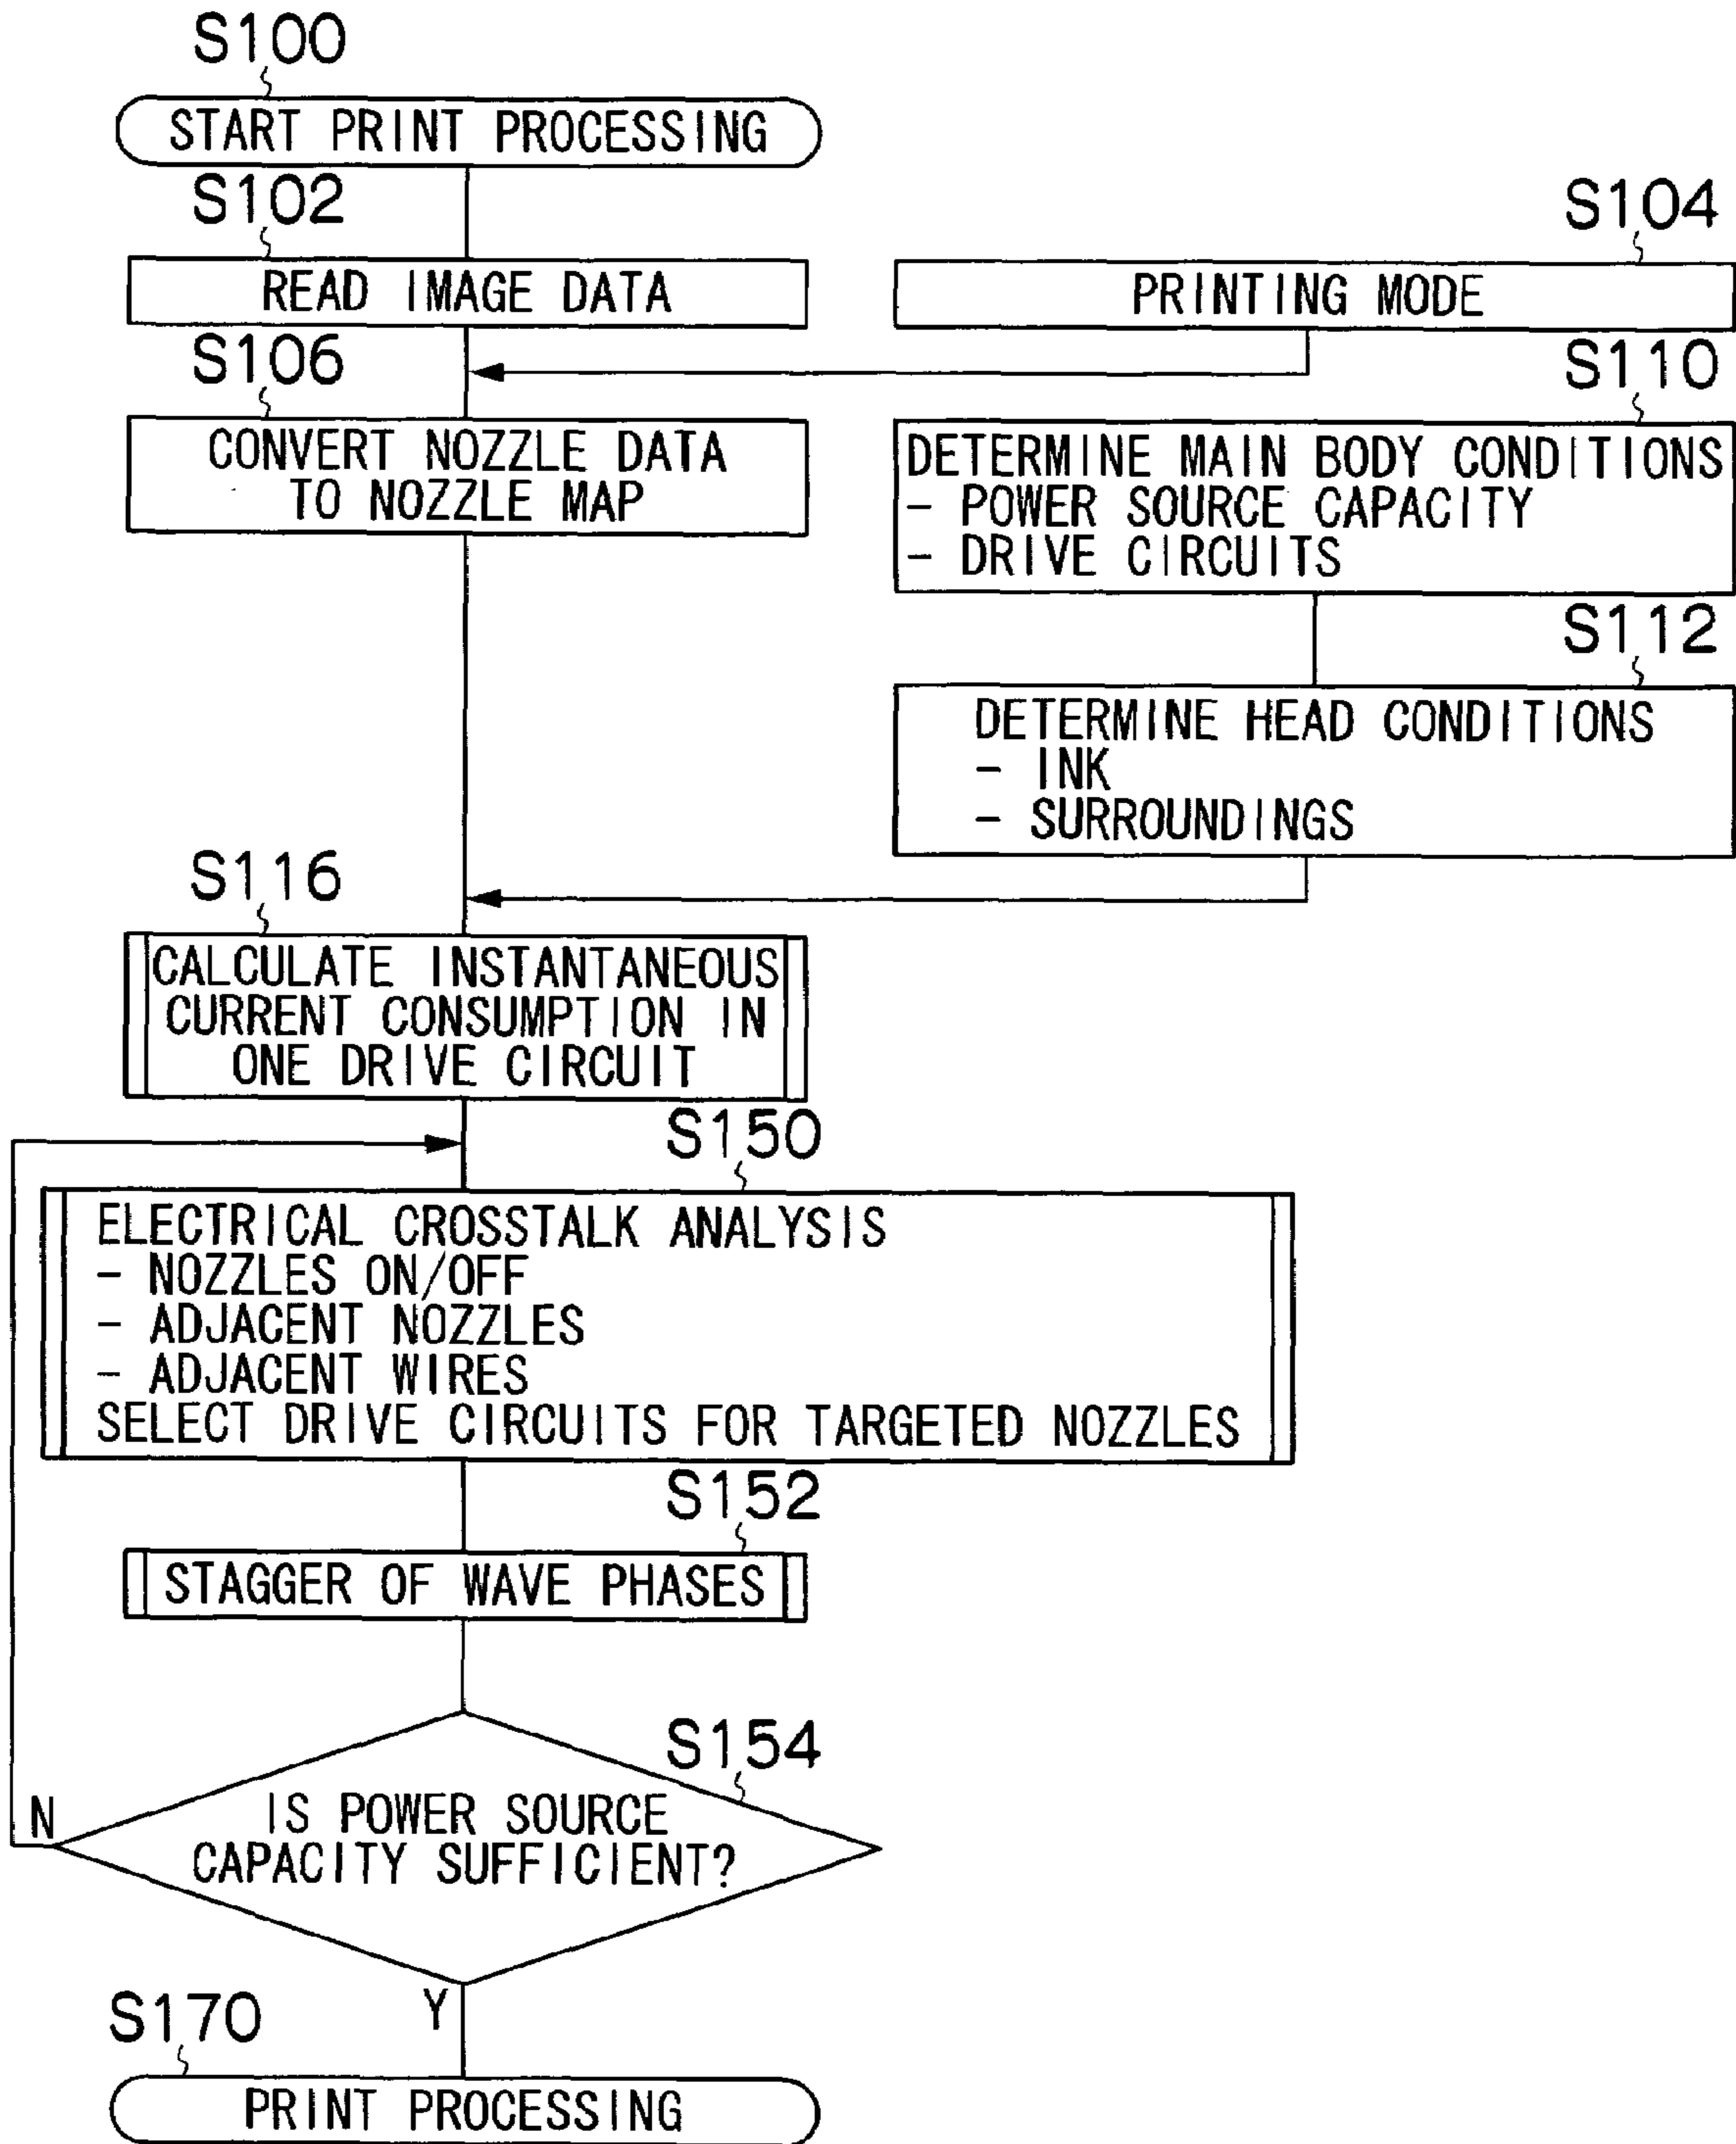 S100
START PRINT PROCESSING
S102
READ IMAGE DATA
S104
PRINTING MODE
S106
CONVERT NOZZLE DATA
TO NOZZLE MAP
S110
DETERMINE MAIN BODY CONDITIONS
- POWER SOURCE CAPACITY
- DRIVE CIRCUITS
S112
DETERMINE HEAD CONDITIONS
- INK
- SURROUNDINGS
S116
CALCULATE INSTANTANEOUS
CURRENT CONSUMPTION IN
ONE DRIVE CIRCUIT
S150
ELECTRICAL CROSSTALK ANALYSIS
- NOZZLES ON/OFF
- ADJACENT NOZZLES
- ADJACENT WIRES
SELECT DRIVE CIRCUITS FOR TARGETED NOZZLES
S152
STAGGER OF WAVE PHASES
S154
IS POWER SOURCE
CAPACITY SUFFICIENT?
N
Y
S170
PRINT PROCESSING